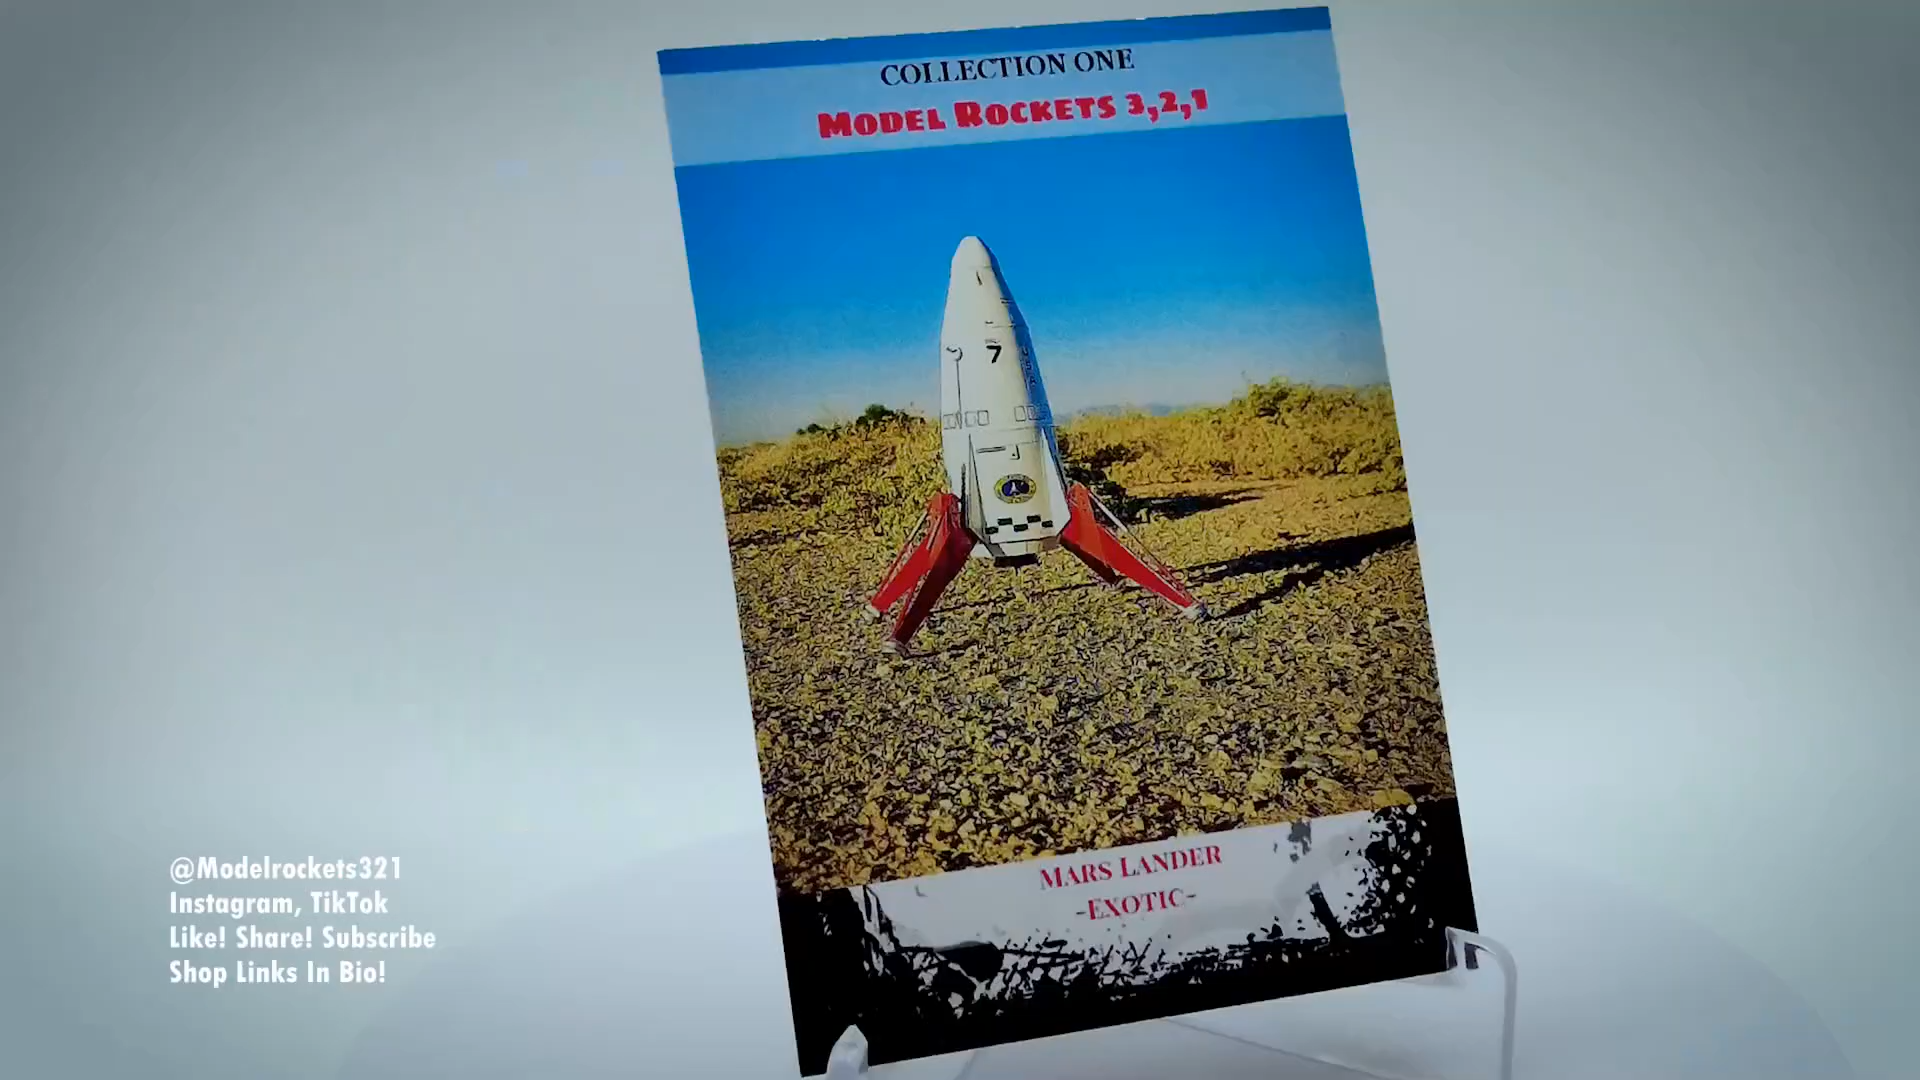 COLLECTION ONE
MODEL ROCKETS 3,2,1
7
USA
MARS LANDER
-EXOTIC-
@Modelrockets321
Instagram, TikTok
Like! Share! Subscribe
Shop Links In Bio!